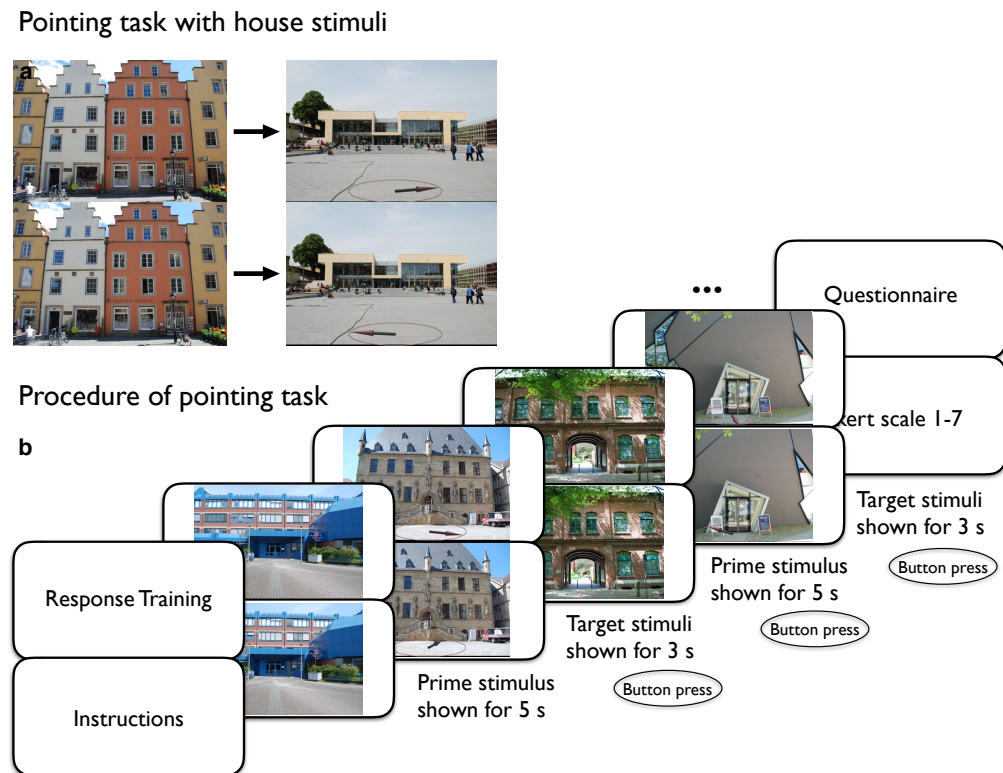 Pointing task with house stimuli
a
Procedure of pointing task
b
...
Questionnaire
kert scale 1-7
Response Training
Instructions
Prime stimulus
shown for 5 s
Target stimuli
shown for 3 s
Button press
Prime stimulus
shown for 5 s
Button press
Target stimuli
shown for 3 s
Button press